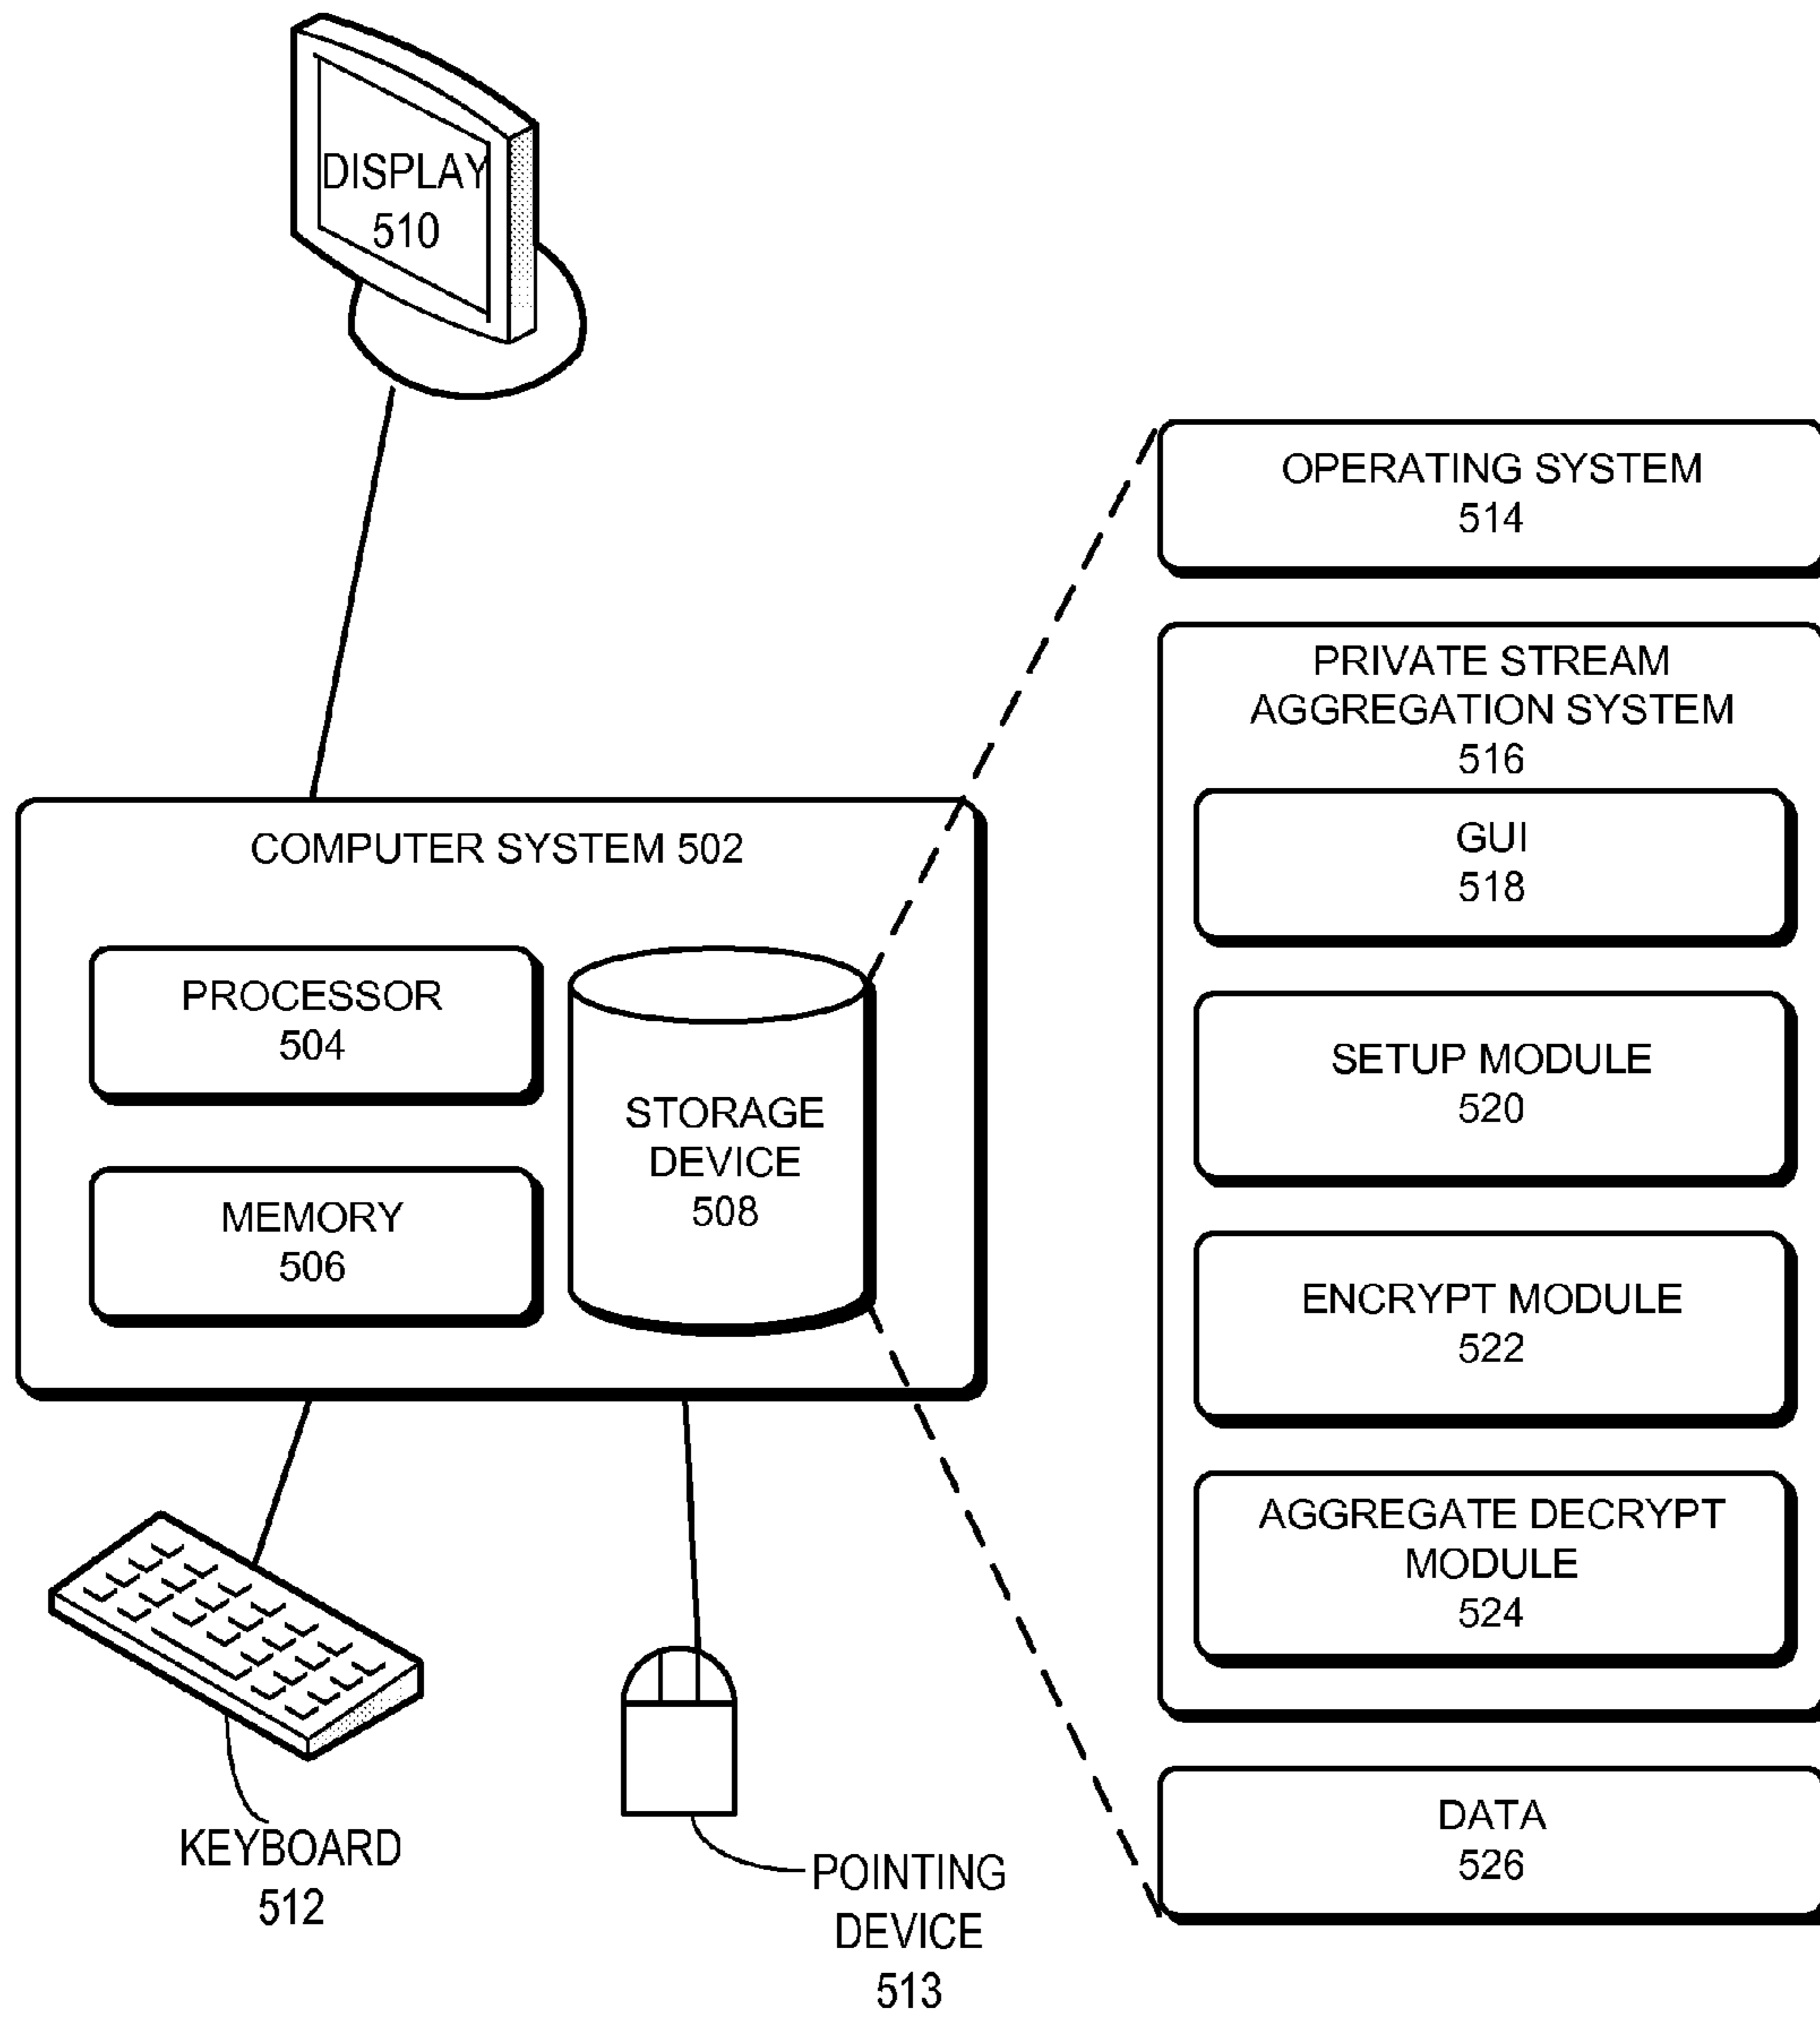 DISPLAY
510
OPERATING SYSTEM
514
PRIVATE STREAM
AGGREGATION SYSTEM
516
GUI
518
SETUP MODULE
520
ENCRYPT MODULE
522
AGGREGATE DECRYPT
MODULE
524
DATA
526
COMPUTER SYSTEM 502
PROCESSOR
504
MEMORY
506
STORAGE
DEVICE
508
KEYBOARD
512
POINTING
DEVICE
513